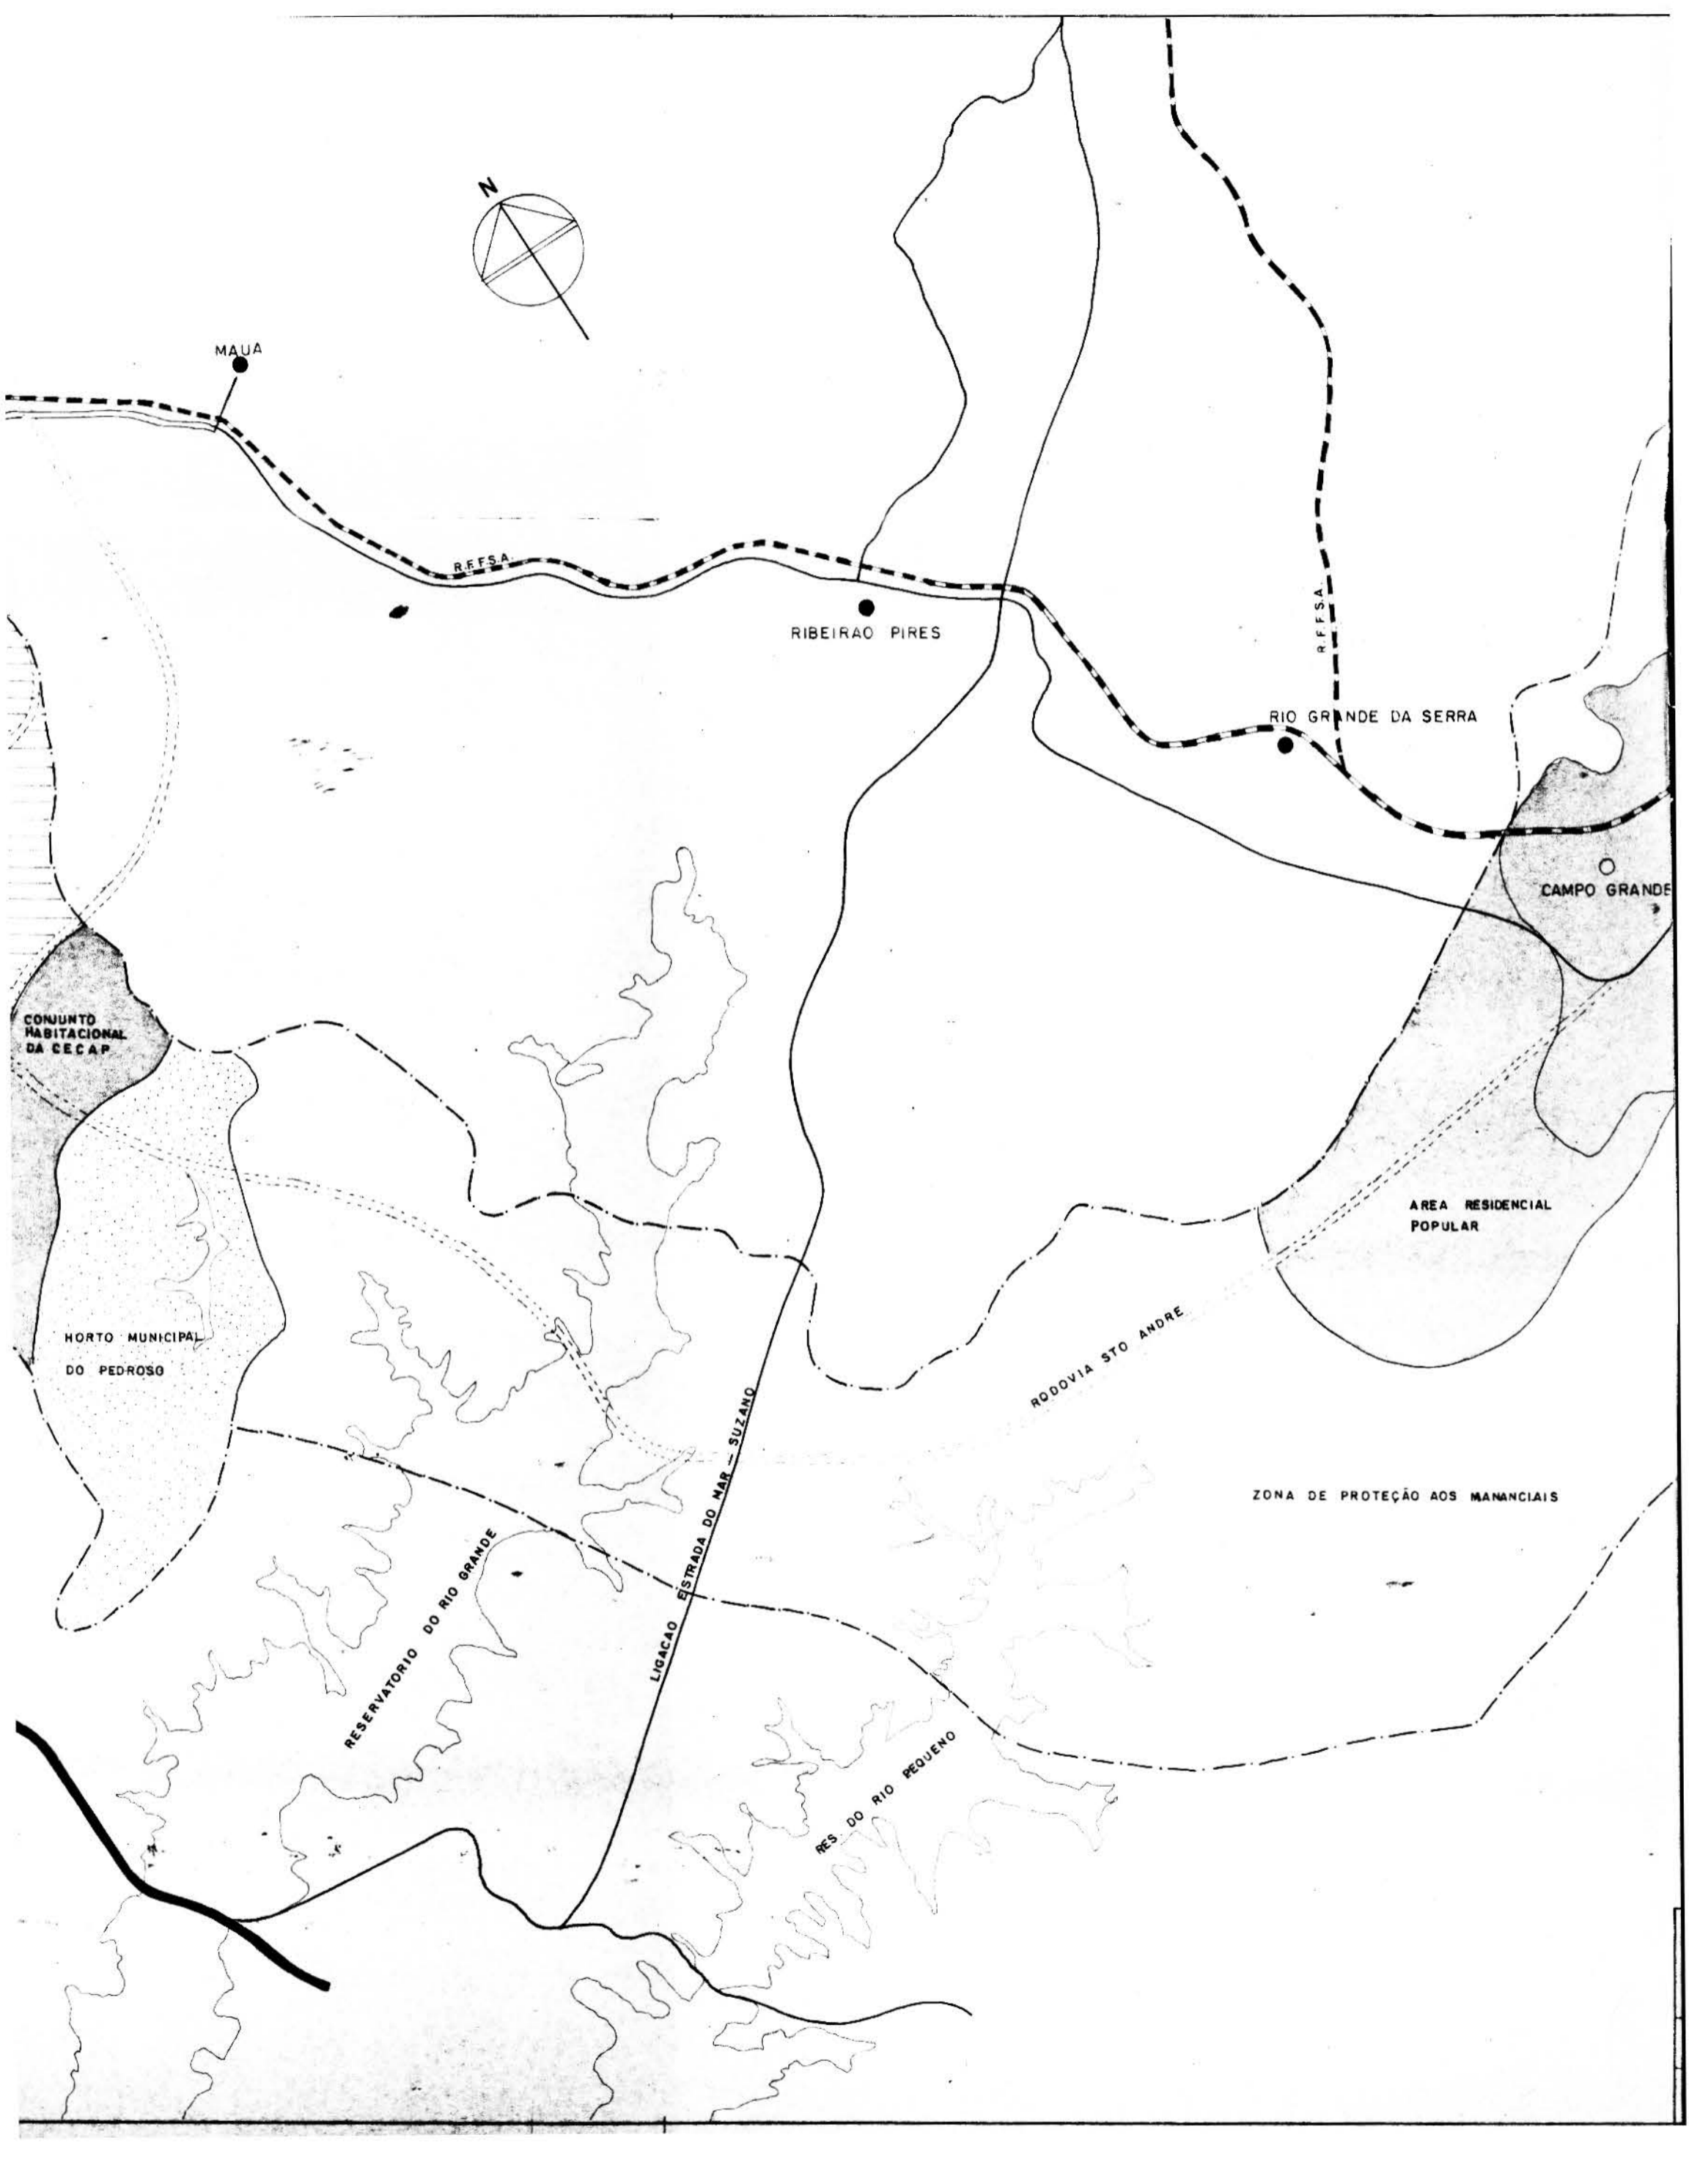 N
MAUA
R.F.F.S.A.
RIBEIRAO PIRES
R.F.F.S.A.
RIO GRANDE DA SERRA
CAMPO GRANDE
CONJUNTO
HABITACIONAL
DA CECAP
AREA RESIDENCIAL
POPULAR
HORTO MUNICIPAL
DO PEDROSO
RODOVIA STO ANDRE
LIGACAO ESTRADA DO MAR - SUZANO
ZONA DE PROTEÇÃO AOS MANANCIAIS
RESERVATORIO DO RIO GRANDE
RES. DO RIO PEQUENO